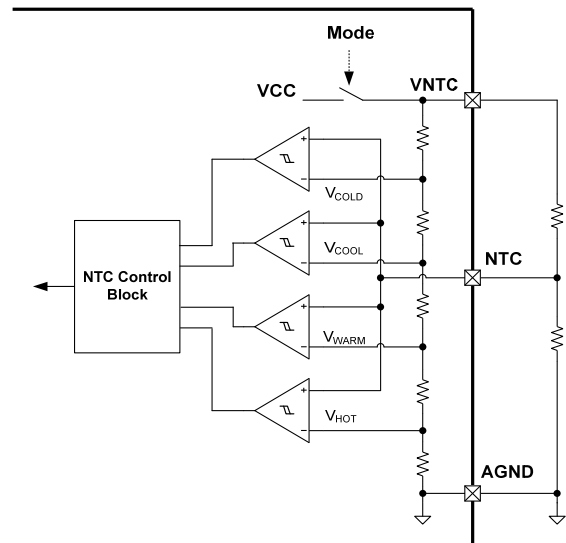 Mode
VCC
VNTC
+
−
VCOLD
+
−
VCOOL
NTC
NTC Control
Block
+
−
VWARM
+
−
VHOT
AGND